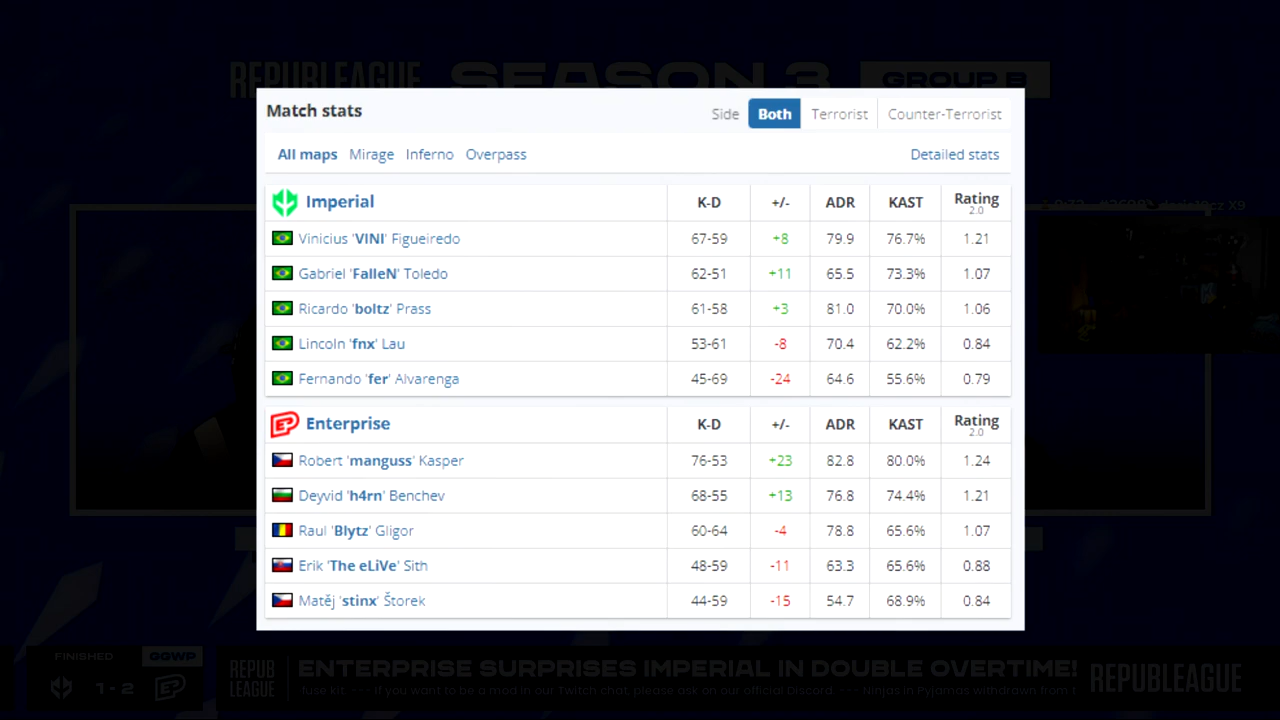 REPUBLEAGUE SEASON 3 GROUP B
Match stats
Side Both Terrorist Counter-Terrorist
All maps Mirage Inferno Overpass Detailed stats
Imperial K-D +/- ADR KAST Rating 2.0
Vinicius 'VINI' Figueiredo 67-59 +8 79.9 76.7% 1.21
Gabriel 'FalleN' Toledo 62-51 +11 65.5 73.3% 1.07
Ricardo 'boltz' Prass 61-58 +3 81.0 70.0% 1.06
Lincoln 'fnx' Lau 53-61 -8 70.4 62.2% 0.84
Fernando 'fer' Alvarenga 45-69 -24 64.6 55.6% 0.79
Enterprise K-D +/- ADR KAST Rating 2.0
Robert 'manguss' Kasper 76-53 +23 82.8 80.0% 1.24
Deyvid 'h4rn' Benchev 68-55 +13 76.8 74.4% 1.21
Raul 'Blytz' Gligor 60-64 -4 78.8 65.6% 1.07
Erik 'The eLiVe' Sith 48-59 -11 63.3 65.6% 0.88
Matěj 'stinx' Štorek 44-59 -15 54.7 68.9% 0.84
FINISHED GGWP
1 - 2
REPUB LEAGUE
ENTERPRISE SURPRISES IMPERIAL IN DOUBLE OVERTIME!
fuse kit --- if you want to be a mod in our Twitch chat, please ask on our official Discord --- Ninjas in Pyjamas withdrawn from
REPUBLEAGUE